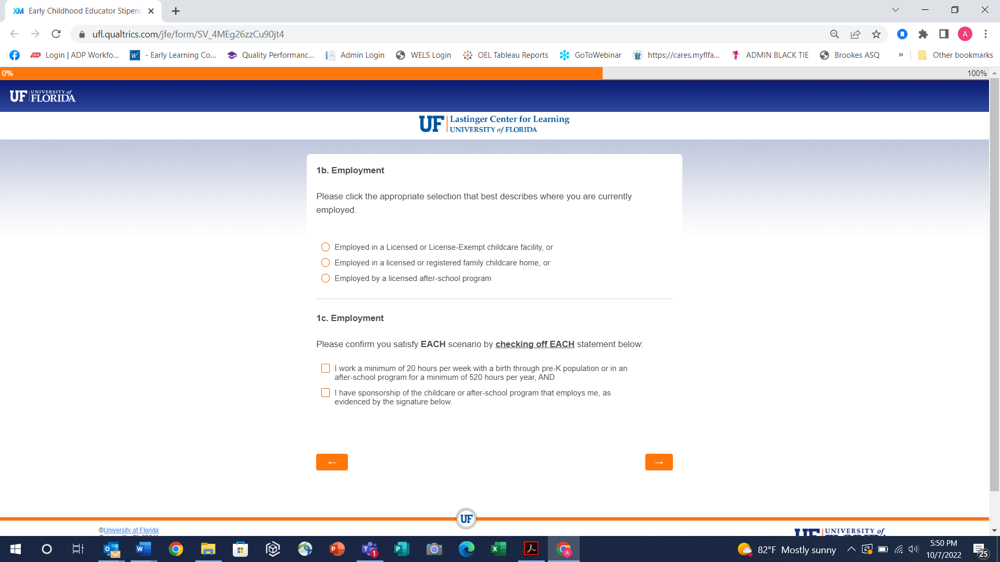 XM Early Childhood Educator Stipen
ufl.qualtrics.com/jfe/form/SV_4MEg26zzCu90jt4
A
ADP Login | ADP Workfo...
W - Early Learning Co...
Quality Performanc...
Admin Login
WELS Login
OEL Tableau Reports
GoToWebinar
https://cares.myflfa...
ADMIN BLACK TIE
Brookes ASQ
»
Other bookmarks
0%
100%
UF UNIVERSITY of
FLORIDA
UF Lastinger Center for Learning
UNIVERSITY of FLORIDA
1b. Employment
Please click the appropriate selection that best describes where you are currently
employed.
Employed in a Licensed or License-Exempt childcare facility, or
Employed in a licensed or registered family childcare home, or
Employed by a licensed after-school program
1c. Employment
Please confirm you satisfy EACH scenario by checking off EACH statement below:
I work a minimum of 20 hours per week with a birth through pre-K population or in an
after-school program for a minimum of 520 hours per year, AND
I have sponsorship of the childcare or after-school program that employs me, as
evidenced by the signature below.
←
→
UF
©University of Florida
UF UNIVERSITY of
82°F Mostly sunny
5:50 PM
10/7/2022
25